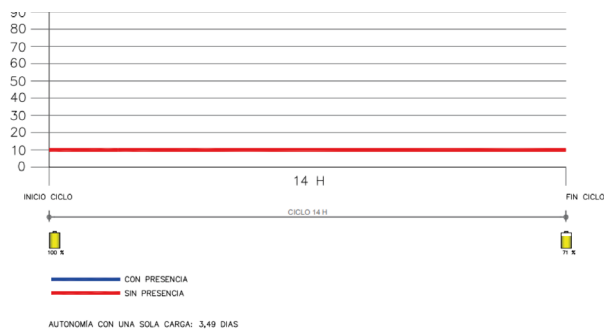 90
80
70
60
50
40
30
20
10
0
14 H
INICIO CICLO
FIN CICLO
CICLO 14 H
100 %
71 %
CON PRESENCIA
SIN PRESENCIA
AUTONOMÍA CON UNA SOLA CARGA: 3,49 DIAS